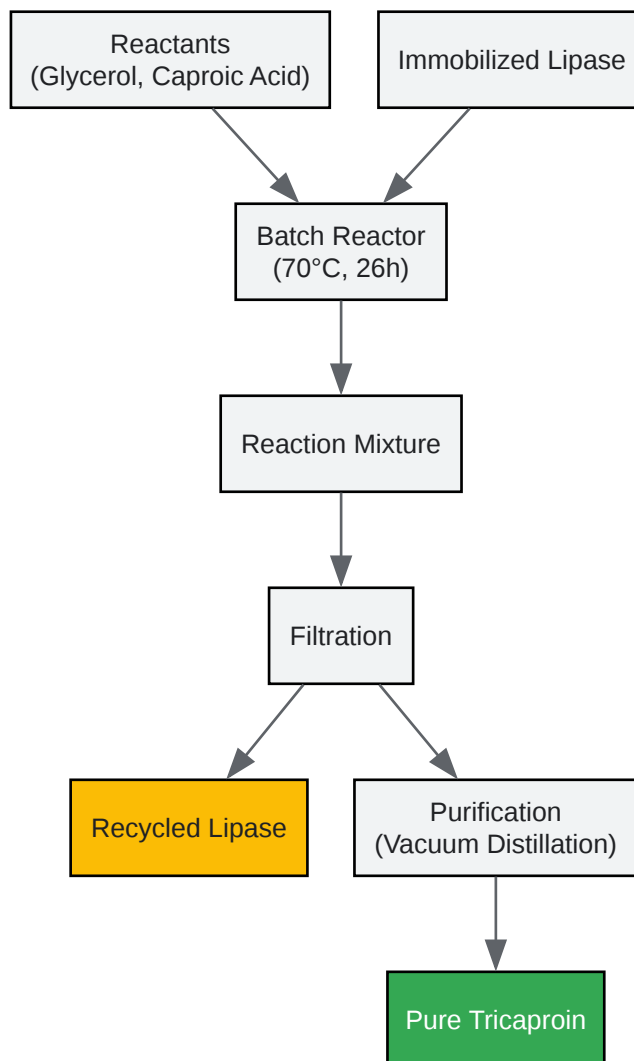 Reactants
(Glycerol, Caproic Acid)
Immobilized Lipase
Batch Reactor
(70°C, 26h)
Reaction Mixture
Filtration
Recycled Lipase
Purification
(Vacuum Distillation)
Pure Tricaproin